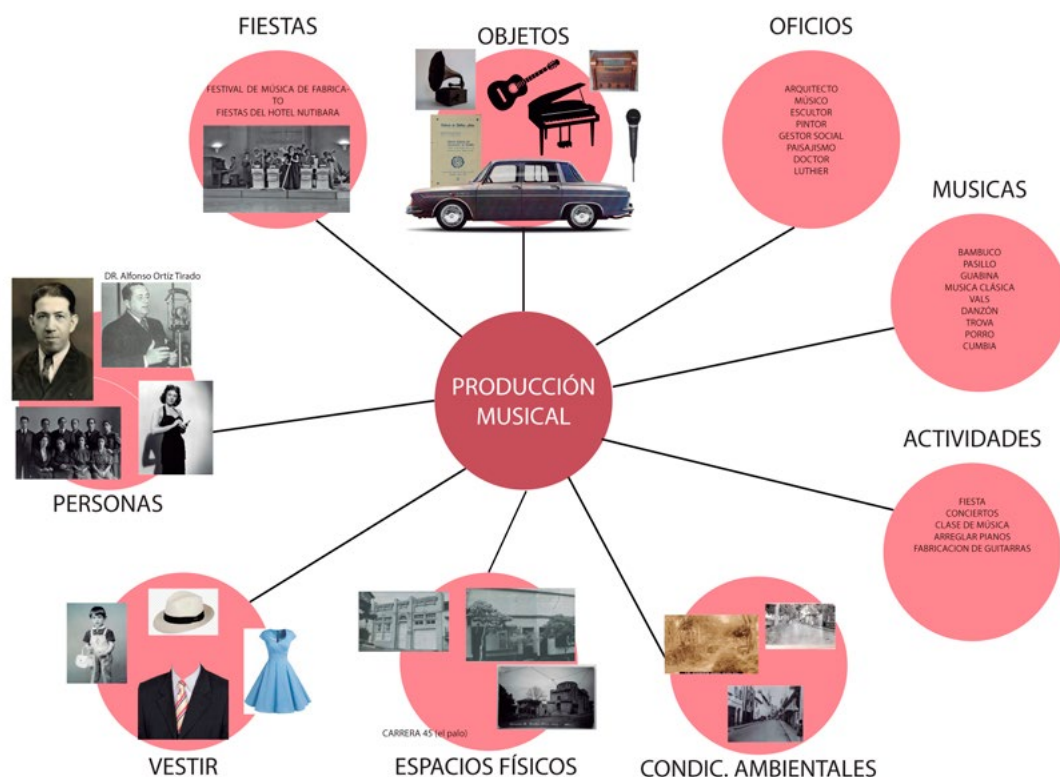 FIESTAS
FESTIVAL DE MÚSICA DE FABRICA-
TO
FIESTAS DEL HOTEL NUTIBARA
OBJETOS
OFICIOS
ARQUITECTO
MÚSICO
ESCULTOR
PINTOR
GESTOR SOCIAL
PAISAJISMO
DOCTOR
LUTHIER
MUSICAS
BAMBUCO
PASILLO
GUABINA
MUSICA CLÁSICA
VALS
DANZÓN
TROVA
PORRO
CUMBIA
DR. Alfonso Ortíz Tirado
PERSONAS
PRODUCCIÓN
MUSICAL
ACTIVIDADES
FIESTA
CONCIERTOS
CLASE DE MÚSICA
ARREGLAR PIANOS
FABRICACION DE GUITARRAS
VESTIR
CARRERA 45 (el palo)
ESPACIOS FÍSICOS
CONDIC. AMBIENTALES